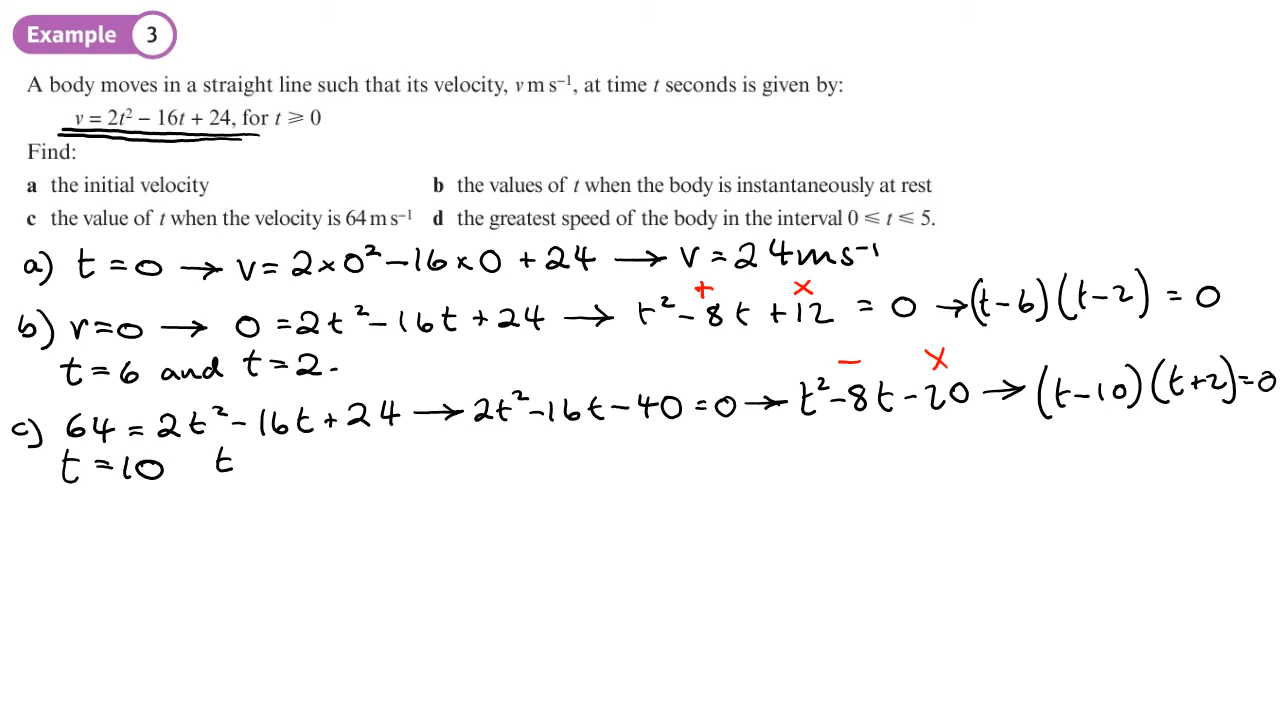 Example 3
A body moves in a straight line such that its velocity, v m s⁻¹, at time t seconds is given by:
v = 2t² − 16t + 24, for t ⩾ 0
Find:
a the initial velocity
b the values of t when the body is instantaneously at rest
c the value of t when the velocity is 64 m s⁻¹
d the greatest speed of the body in the interval 0 ⩽ t ⩽ 5.
a) t = 0 → v = 2 × 0² − 16 × 0 + 24 → v = 24 ms⁻¹
+ ×
b) v = 0 → 0 = 2t² − 16t + 24 → t² − 8t + 12 = 0 → (t − 6)(t − 2) = 0
t = 6 and t = 2.
− ×
c) 64 = 2t² − 16t + 24 → 2t² − 16t − 40 = 0 → t² − 8t − 20 → (t − 10)(t + 2) = 0
t = 10 t